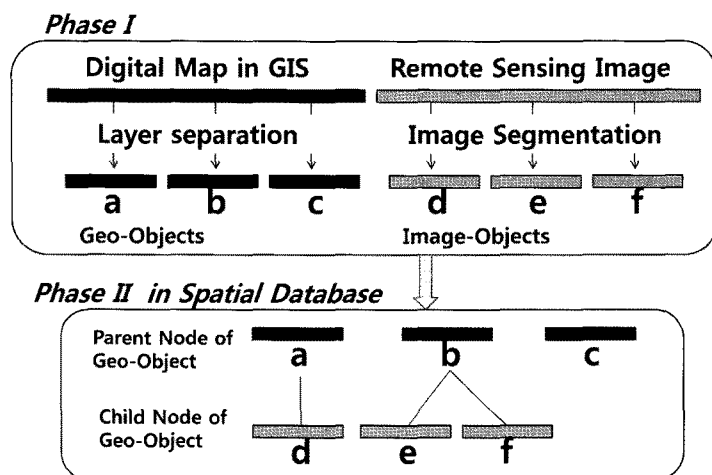 Phase I
Digital Map in GIS
Remote Sensing Image
Layer separation
Image Segmentation
a b c d e f
Geo-Objects
Image-Objects
Phase II in Spatial Database
Parent Node of
Geo-Object
a b c
Child Node of
Geo-Object
d e f